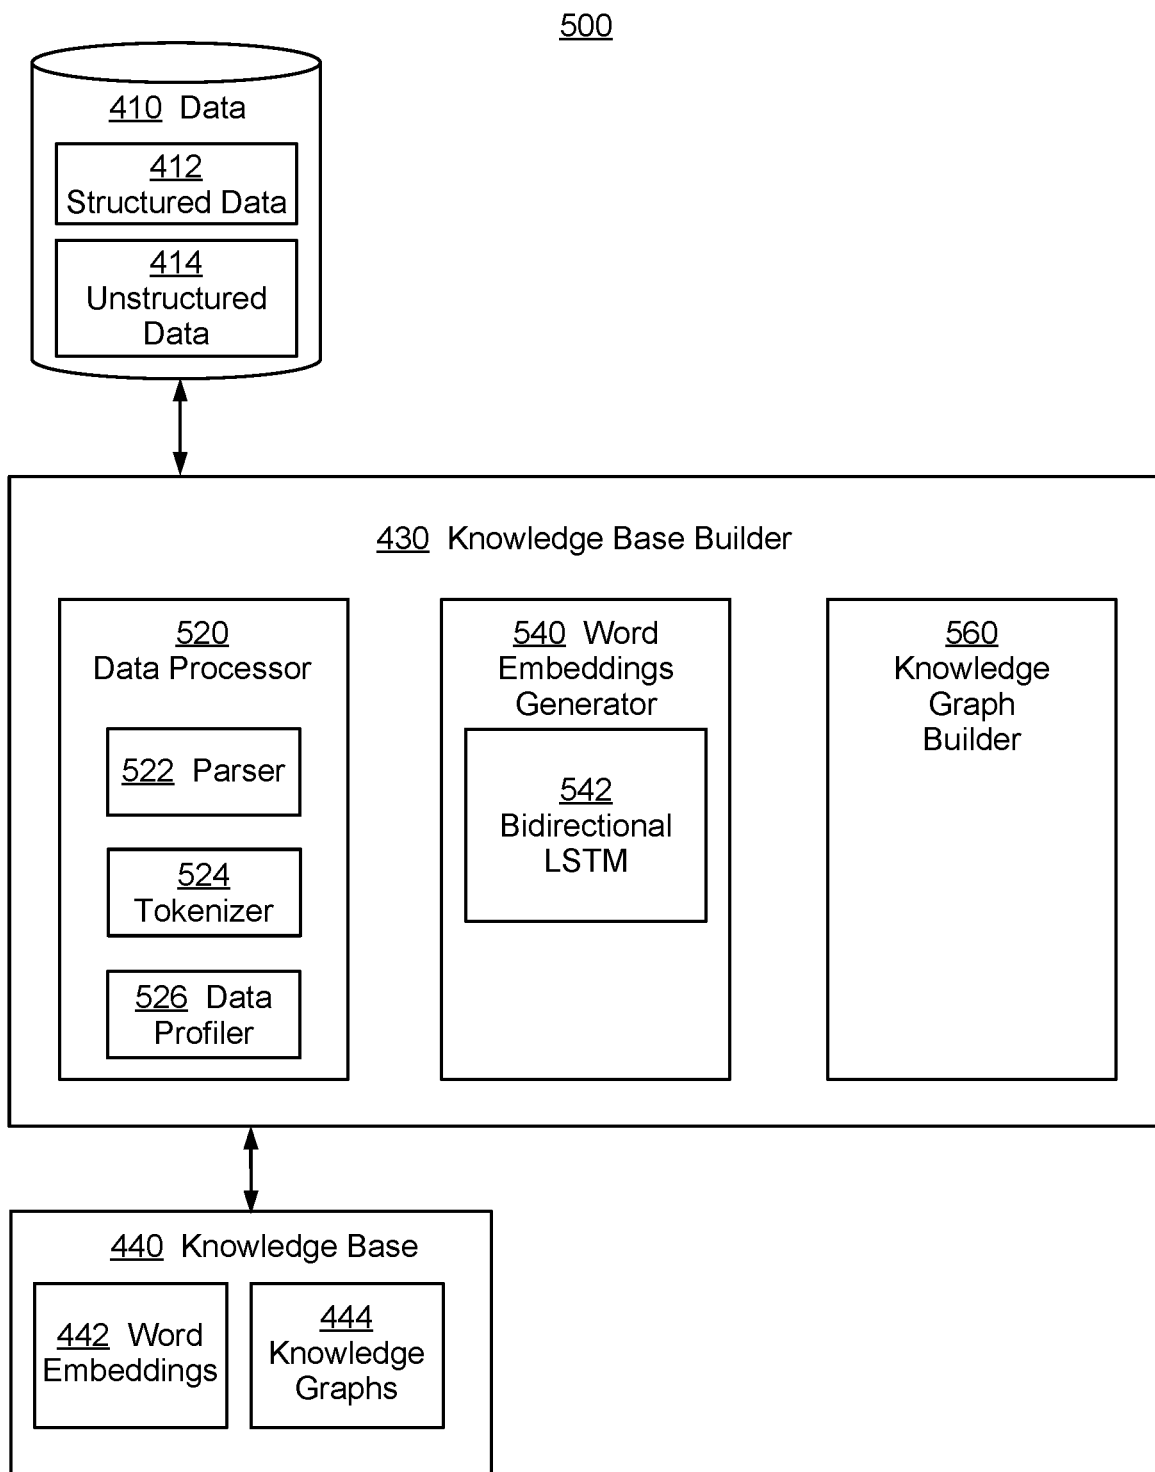 500
410 Data
412
Structured Data
414
Unstructured
Data
430 Knowledge Base Builder
520
Data Processor
522 Parser
524
Tokenizer
526 Data
Profiler
540 Word
Embeddings
Generator
542
Bidirectional
LSTM
560
Knowledge
Graph
Builder
440 Knowledge Base
442 Word
Embeddings
444
Knowledge
Graphs